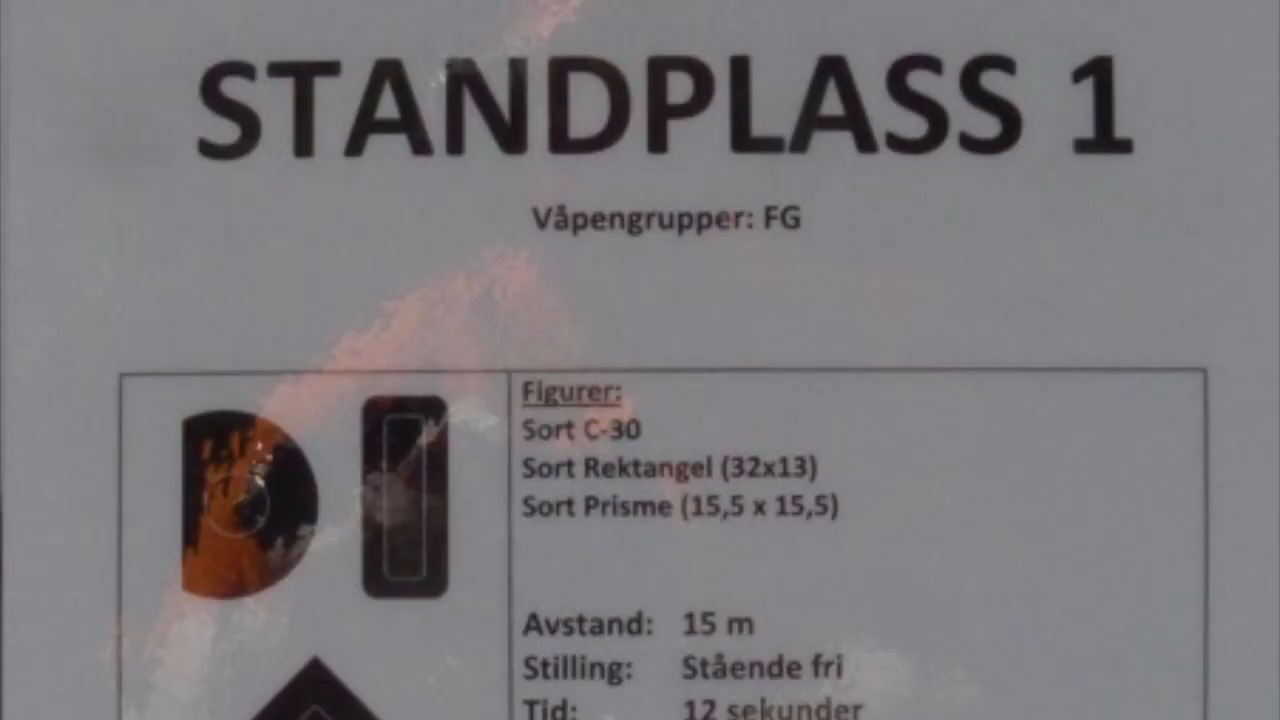 STANDPLASS 1
Våpengrupper: FG
Figurer:
Sort C-30
Sort Rektangel (32x13)
Sort Prisme (15,5 x 15,5)
Avstand: 15 m
Stilling: Stående fri
Tid: 12 sekunder